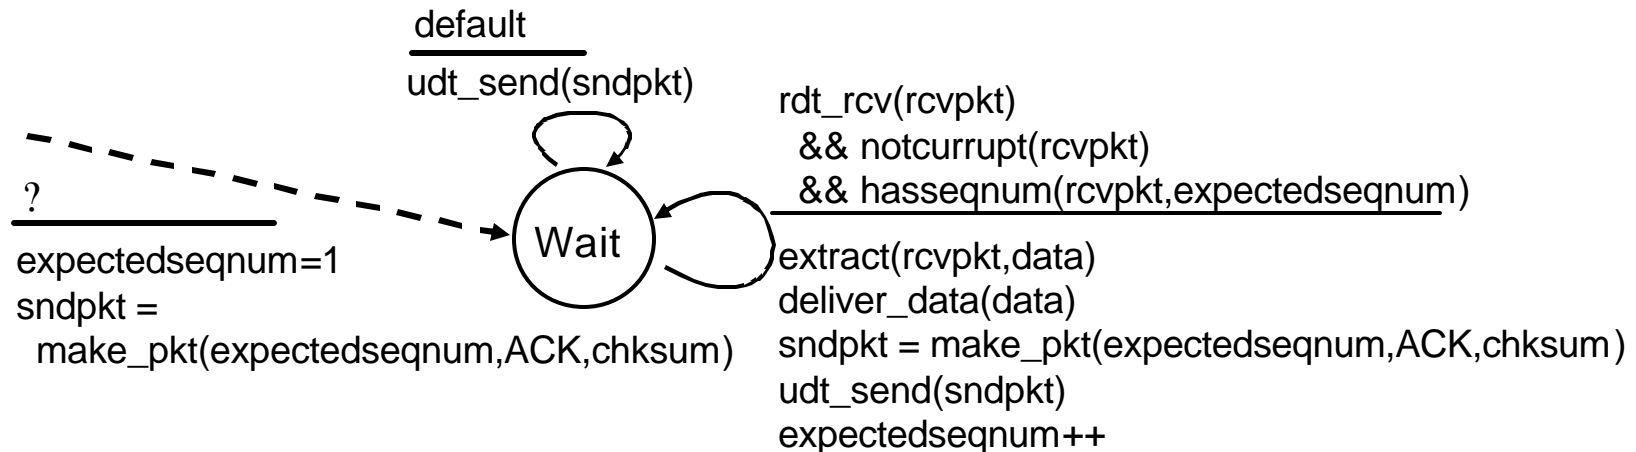 default
udt_send(sndpkt)
rdt_rcv(rcvpkt)
&& notcurrupt(rcvpkt)
&& hasseqnum(rcvpkt,expectedseqnum)
?
expectedseqnum=1
sndpkt =
make_pkt(expectedseqnum,ACK,chksum)
Wait
extract(rcvpkt,data)
deliver_data(data)
sndpkt = make_pkt(expectedseqnum,ACK,chksum)
udt_send(sndpkt)
expectedseqnum++